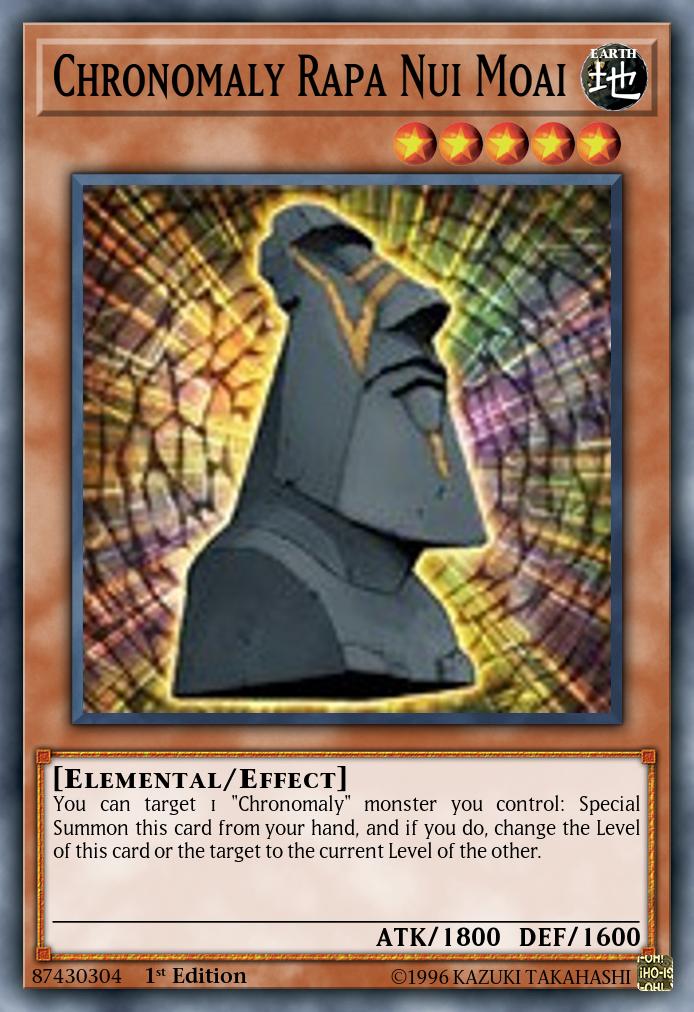 Chronomaly Rapa Nui Moai
EARTH
地
[Elemental/Effect]
You can target 1 "Chronomaly" monster you control: Special
Summon this card from your hand, and if you do, change the Level
of this card or the target to the current Level of the other.
ATK/1800 DEF/1600
87430304 1st Edition ©1996 KAZUKI TAKAHASHI